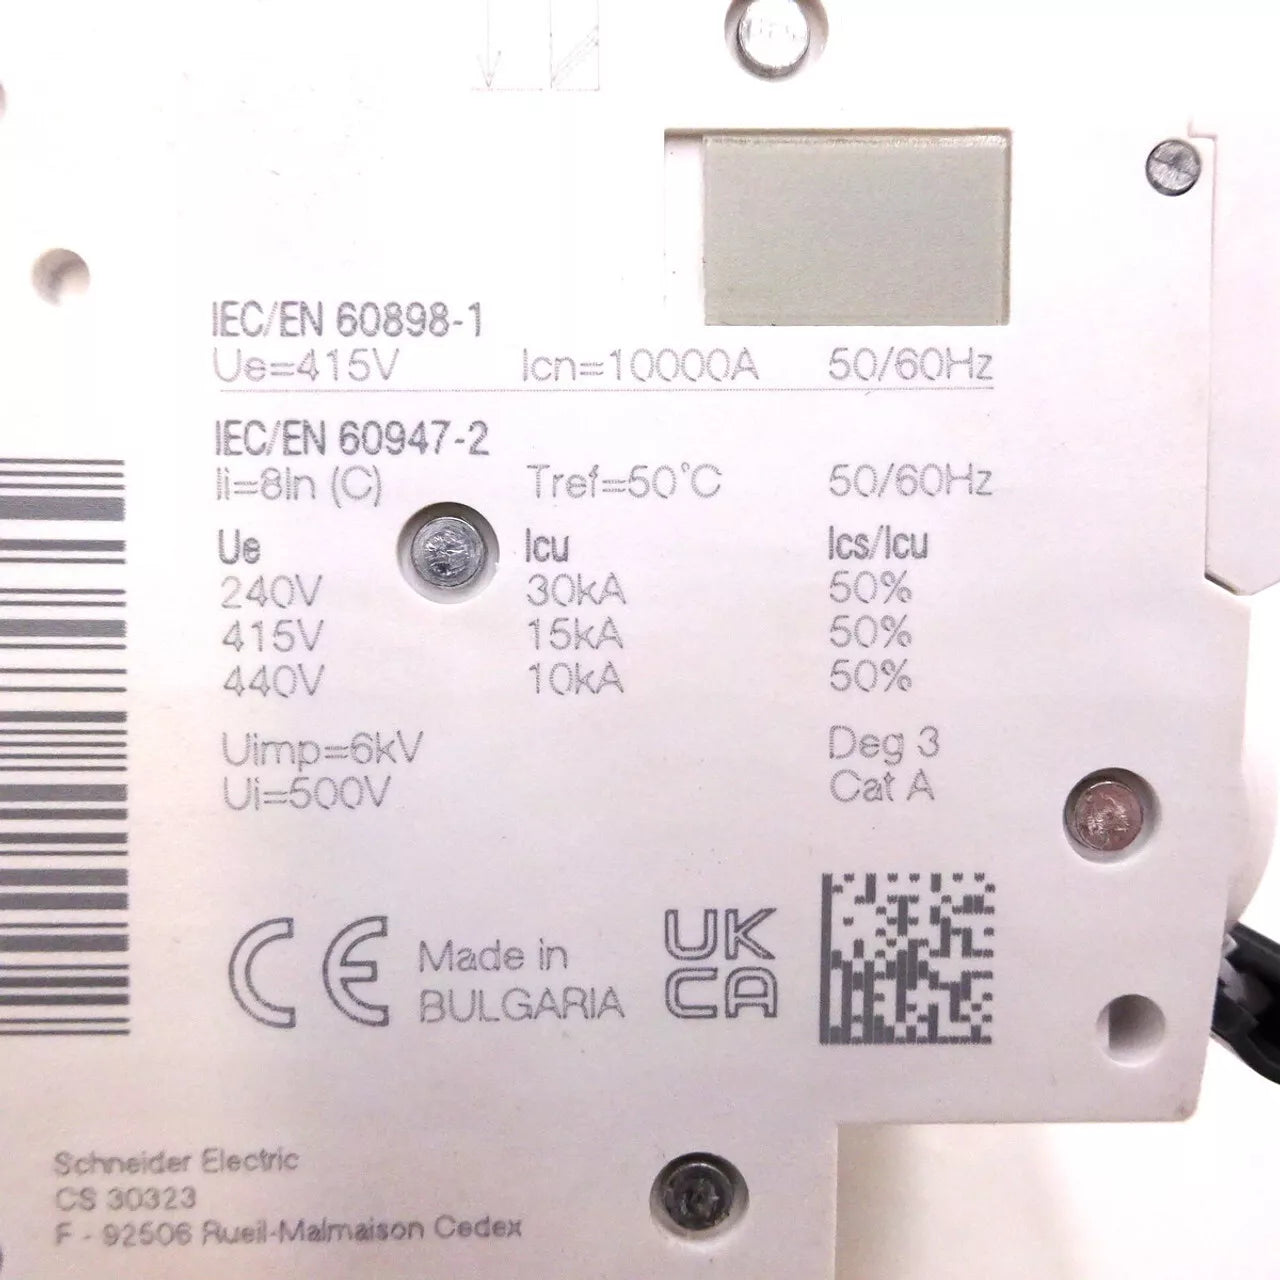 IEC/EN 60898-1
Ue=415V Icn=10000A 50/60Hz
IEC/EN 60947-2
Ii=8In (C) Tref=50°C 50/60Hz
Ue Icu Ics/Icu
240V 30kA 50%
415V 15kA 50%
440V 10kA 50%
Uimp=6kV Deg 3
Ui=500V Cat A
CE Made in BULGARIA UKCA
Schneider Electric
CS 30323
F - 92506 Rueil-Malmaison Cedex